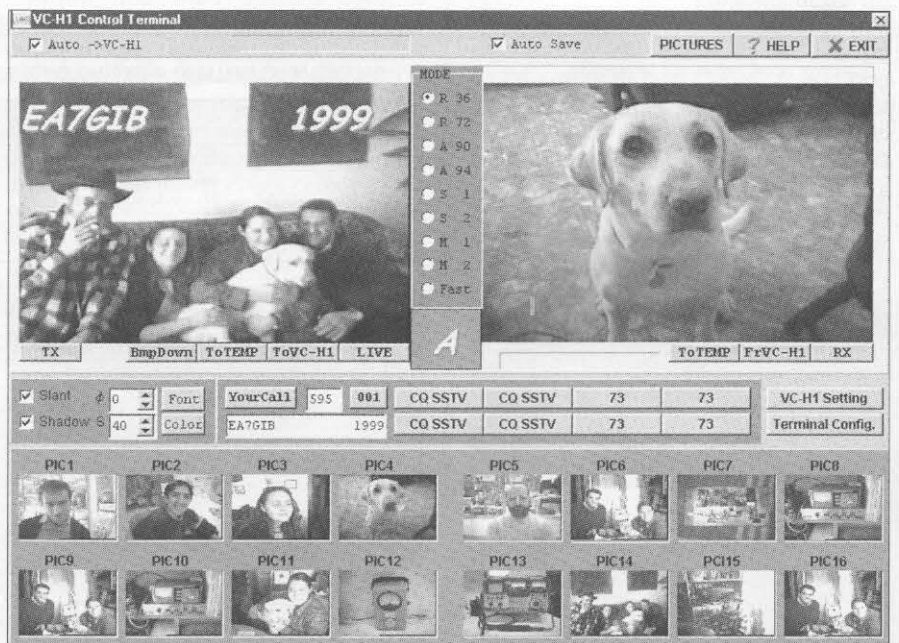 VC-H1 Control Terminal
Auto ->VC-H1
Auto Save
PICTURES
? HELP
EXIT
EA7GIB
1999
MODE
R 36
R 72
A 90
A 94
S 1
S 2
M 1
M 2
Fast
A
TX
BmpDown
ToTEMP
ToVC-H1
LIVE
ToTEMP
FrVC-H1
RX
Slant
ϕ
0
Font
YourCall
595
001
CQ SSTV
CQ SSTV
73
73
VC-H1 Setting
Shadow
S
40
Color
EA7GIB
1999
CQ SSTV
CQ SSTV
73
73
Terminal Config.
PIC1
PIC2
PIC3
PIC4
PIC5
PIC6
PIC7
PIC8
PIC9
PIC10
PIC11
PIC12
PIC13
PIC14
PCI15
PIC16